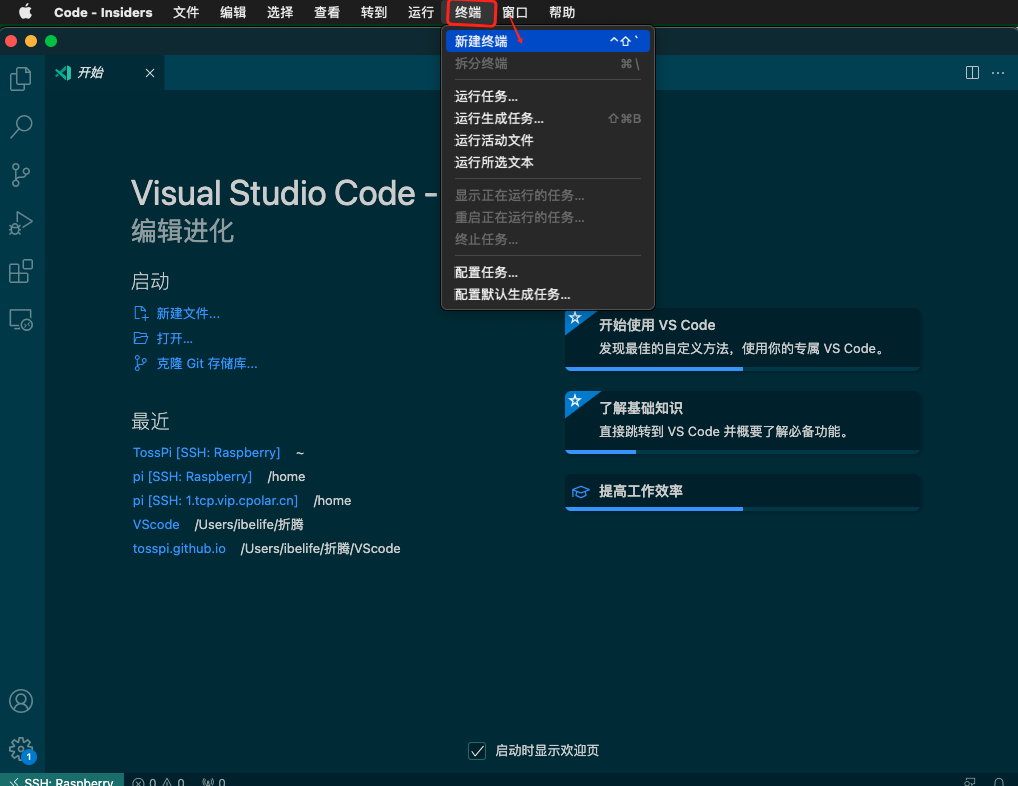 Code - Insiders 文件 编辑 选择 查看 转到 运行 终端 窗口 帮助
开始
新建终端 ^⇧`
拆分终端 ⌘\
运行任务...
运行生成任务... ⇧⌘B
运行活动文件
运行所选文本
显示正在运行的任务...
重启正在运行的任务...
终止任务...
配置任务...
配置默认生成任务...
Visual Studio Code -
编辑进化
启动
新建文件...
打开...
克隆 Git 存储库...
最近
TossPi [SSH: Raspberry] ~
pi [SSH: Raspberry] /home
pi [SSH: 1.tcp.vip.cpolar.cn] /home
VScode /Users/ibelife/折腾
tosspi.github.io /Users/ibelife/折腾/VScode
开始使用 VS Code
发现最佳的自定义方法，使用你的专属 VS Code。
了解基础知识
直接跳转到 VS Code 并概要了解必备功能。
提高工作效率
启动时显示欢迎页
1
SSH: Raspberry 0 0 0